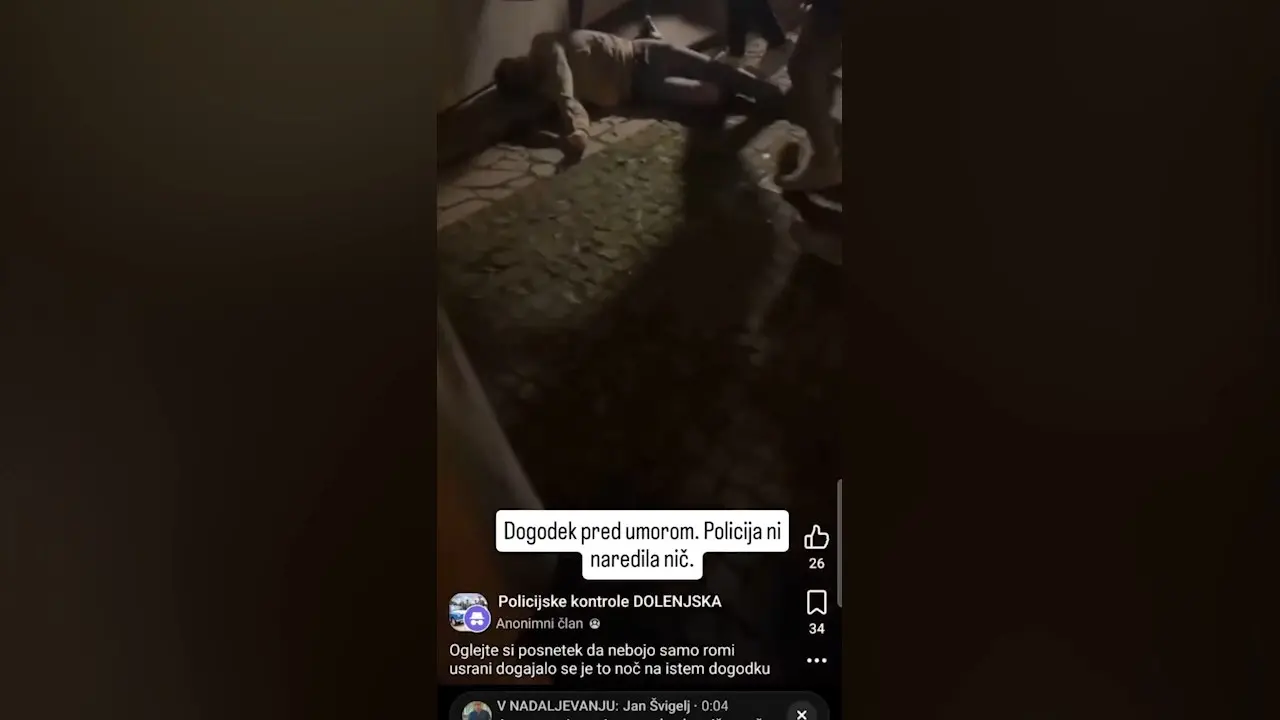 Dogodek pred umorom. Policija ni
naredila nič.
26
Policijske kontrole DOLENJSKA
Anonimni član
34
Oglejte si posnetek da nebojo samo romi
usrani dogajalo se je to noč na istem dogodku
V NADALJEVANJU: Jan Švigelj · 0:04